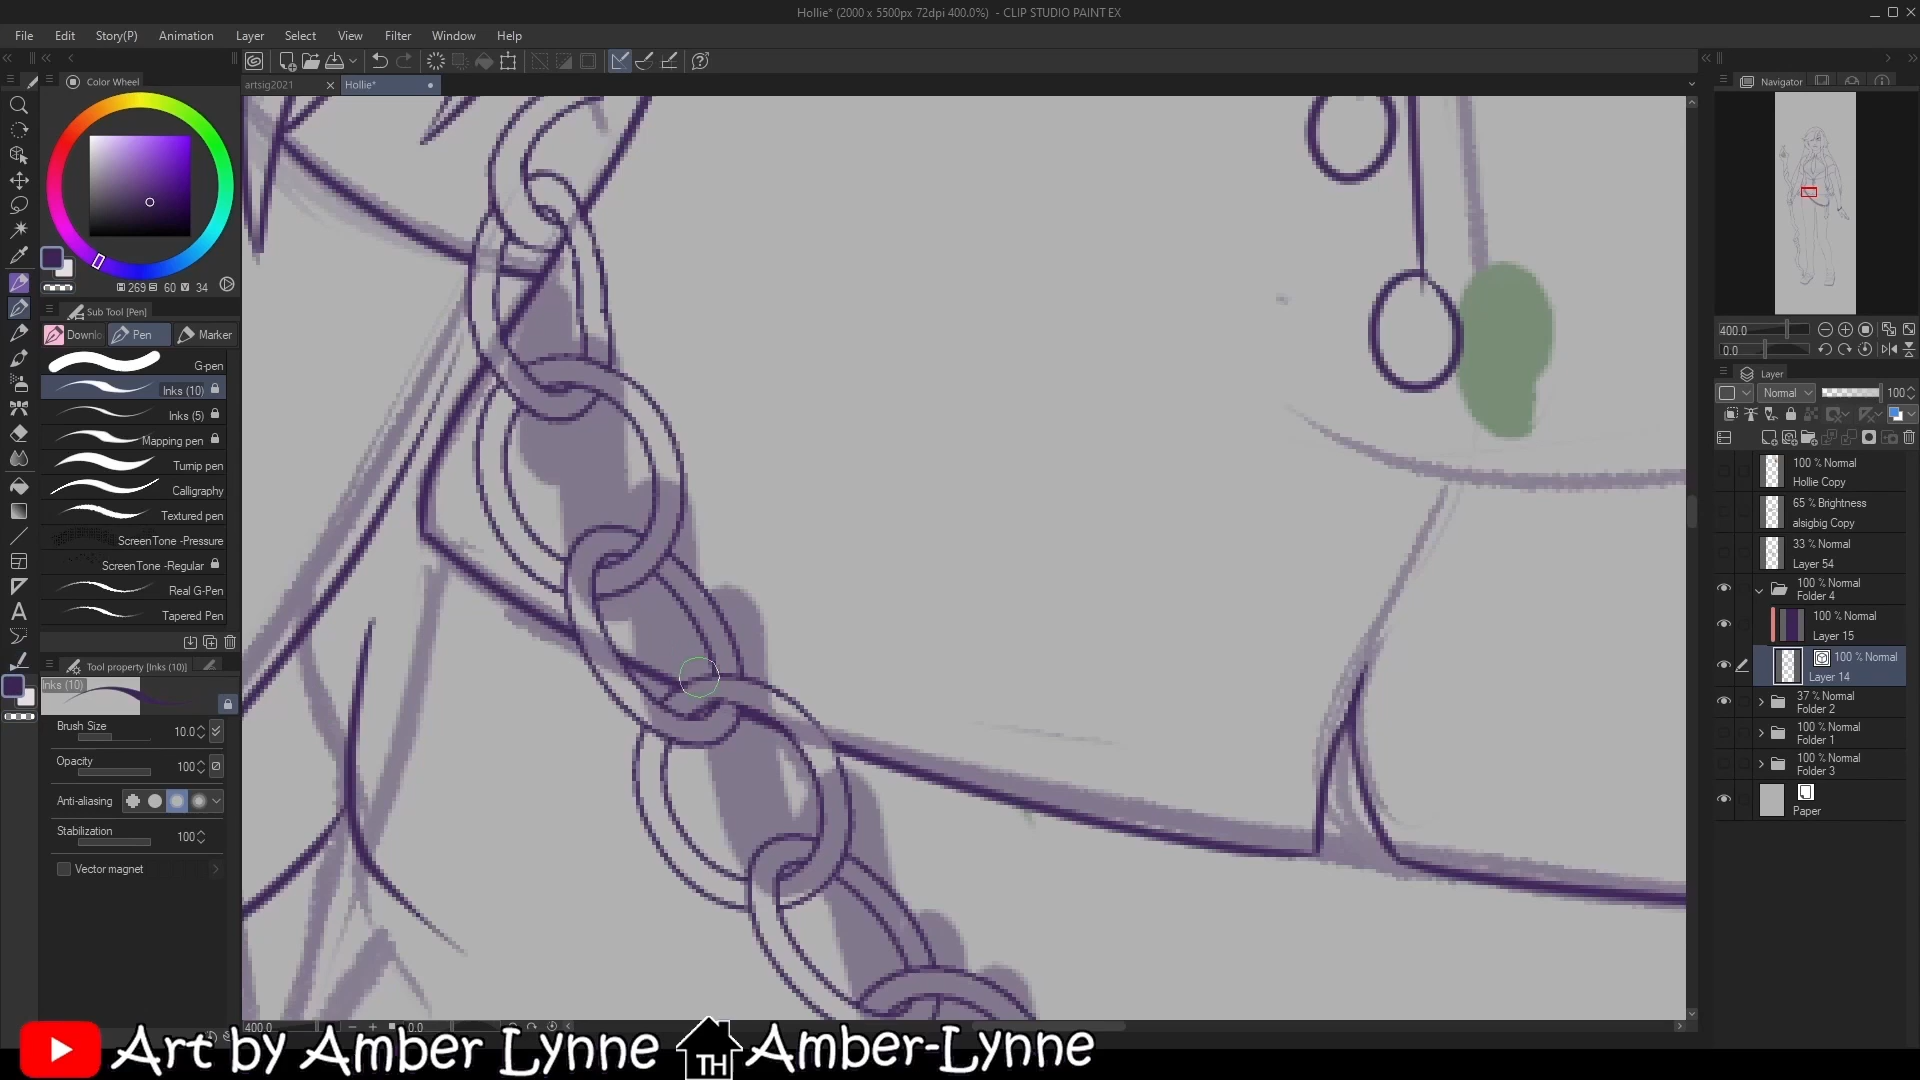 Hollie* (2000 x 5500px 72dpi 400.0%)  - CLIP STUDIO PAINT EX
File Edit Story(P) Animation Layer Select View Filter Window Help
artsig2021 Hollie*
Color Wheel
269 60 34
Sub Tool [Pen]
Downlo Pen Marker
G-pen
Inks (10)
Inks (5)
Mapping pen
Turnip pen
Calligraphy
Textured pen
ScreenTone -Pressure
ScreenTone -Regular
Real G-Pen
Tapered Pen
Tool property [Inks (10)]
Inks (10)
Brush Size 10.0
Opacity 100
Anti-aliasing
Stabilization 100
Vector magnet
Navigator
400.0
0.0
Layer
Normal 100
100 % Normal
Hollie Copy
65 % Brightness
alsigbig Copy
33 % Normal
Layer 54
100 % Normal
Folder 4
100 % Normal
Layer 15
100 % Normal
Layer 14
37 % Normal
Folder 2
100 % Normal
Folder 1
100 % Normal
Folder 3
Paper
400.0 0.0
Art by Amber Lynne TH Amber-Lynne